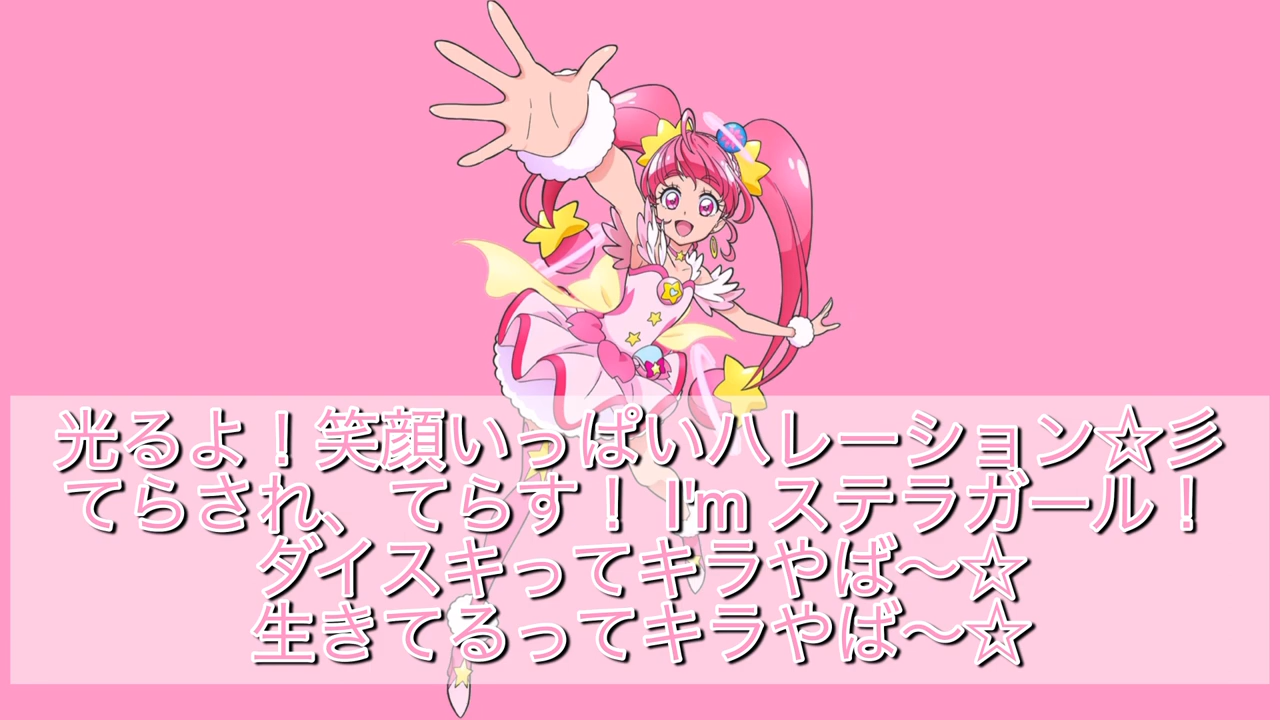 光るよ！笑顔いっぱいハレーション☆彡
てらされ、てらす！ I'm ステラガール！
ダイスキってキラやば〜☆
生きてるってキラやば〜☆